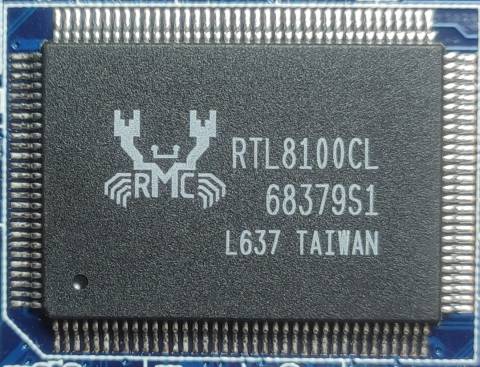 RMC
RTL8100CL
68379S1
L637 TAIWAN